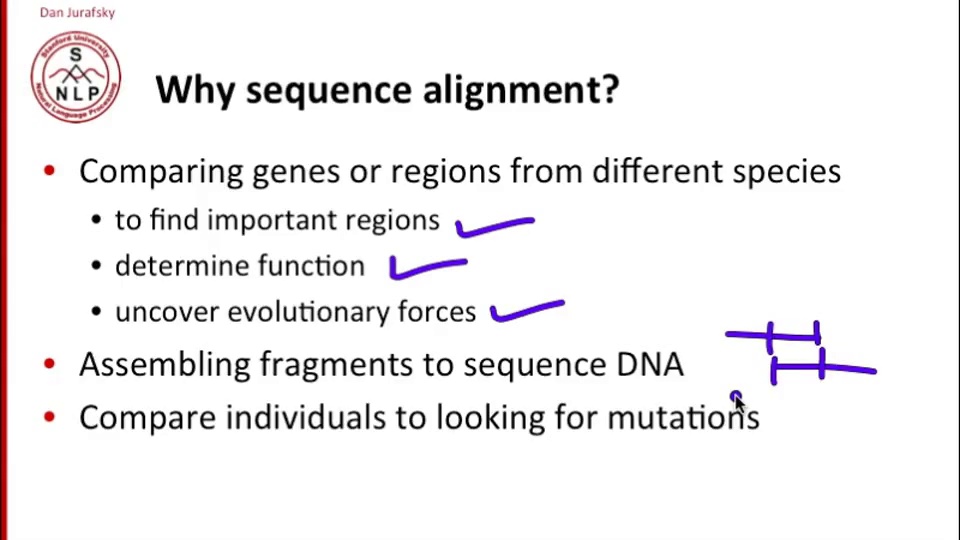 Dan Jurafsky
Stanford University
S
NLP
Natural Language Processing
Why sequence alignment?
• Comparing genes or regions from different species
• to find important regions
• determine function
• uncover evolutionary forces
• Assembling fragments to sequence DNA
• Compare individuals to looking for mutations